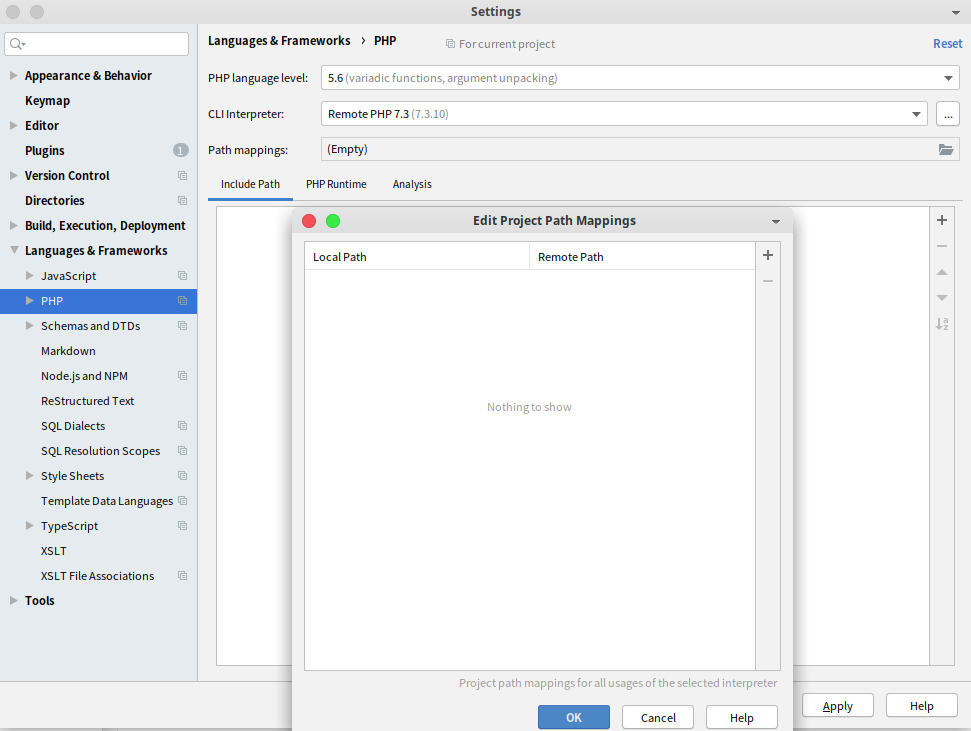 Settings
Languages & Frameworks › PHP
For current project
Reset
Appearance & Behavior
Keymap
Editor
Plugins 1
Version Control
Directories
Build, Execution, Deployment
Languages & Frameworks
JavaScript
PHP
Schemas and DTDs
Markdown
Node.js and NPM
ReStructured Text
SQL Dialects
SQL Resolution Scopes
Style Sheets
Template Data Languages
TypeScript
XSLT
XSLT File Associations
Tools
PHP language level: 5.6 (variadic functions, argument unpacking)
CLI Interpreter: Remote PHP 7.3 (7.3.10) ...
Path mappings: (Empty)
Include Path PHP Runtime Analysis
Edit Project Path Mappings
Local Path Remote Path
Nothing to show
Project path mappings for all usages of the selected interpreter
OK Cancel Help
Apply Help